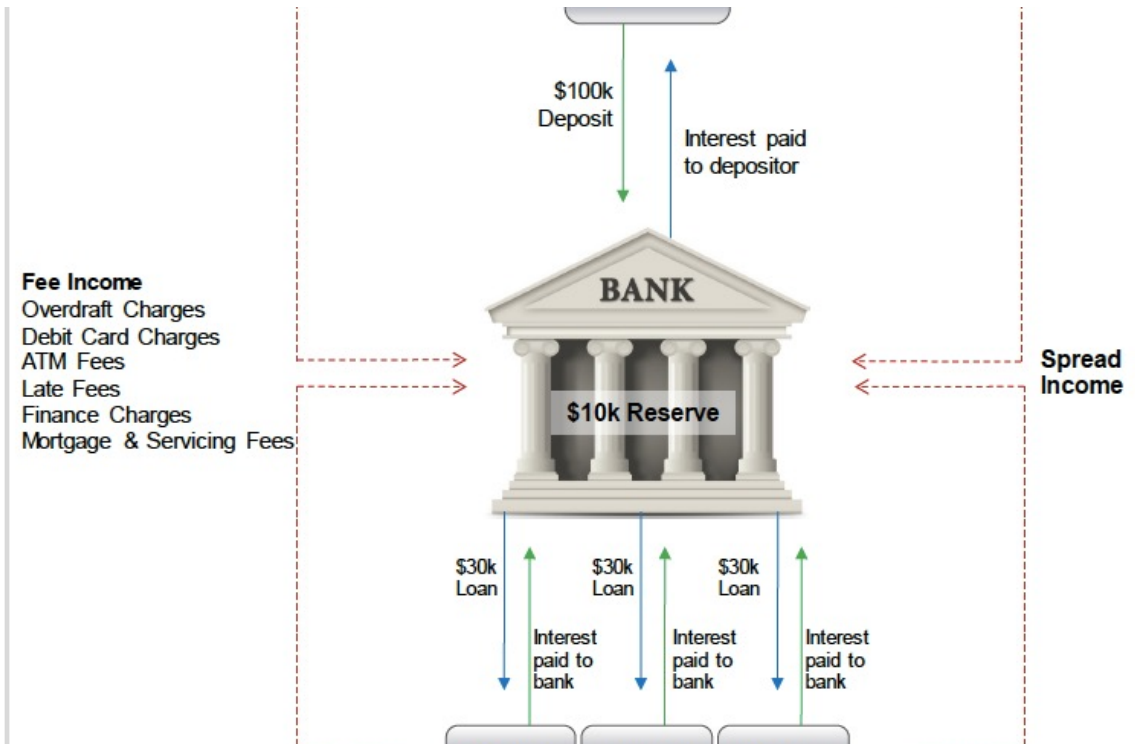 $100k
Deposit
Interest paid
to depositor
Fee Income
Overdraft Charges
Debit Card Charges
ATM Fees
Late Fees
Finance Charges
Mortgage & Servicing Fees
BANK
$10k Reserve
Spread
Income
$30k
Loan
$30k
Loan
$30k
Loan
Interest
paid to
bank
Interest
paid to
bank
Interest
paid to
bank